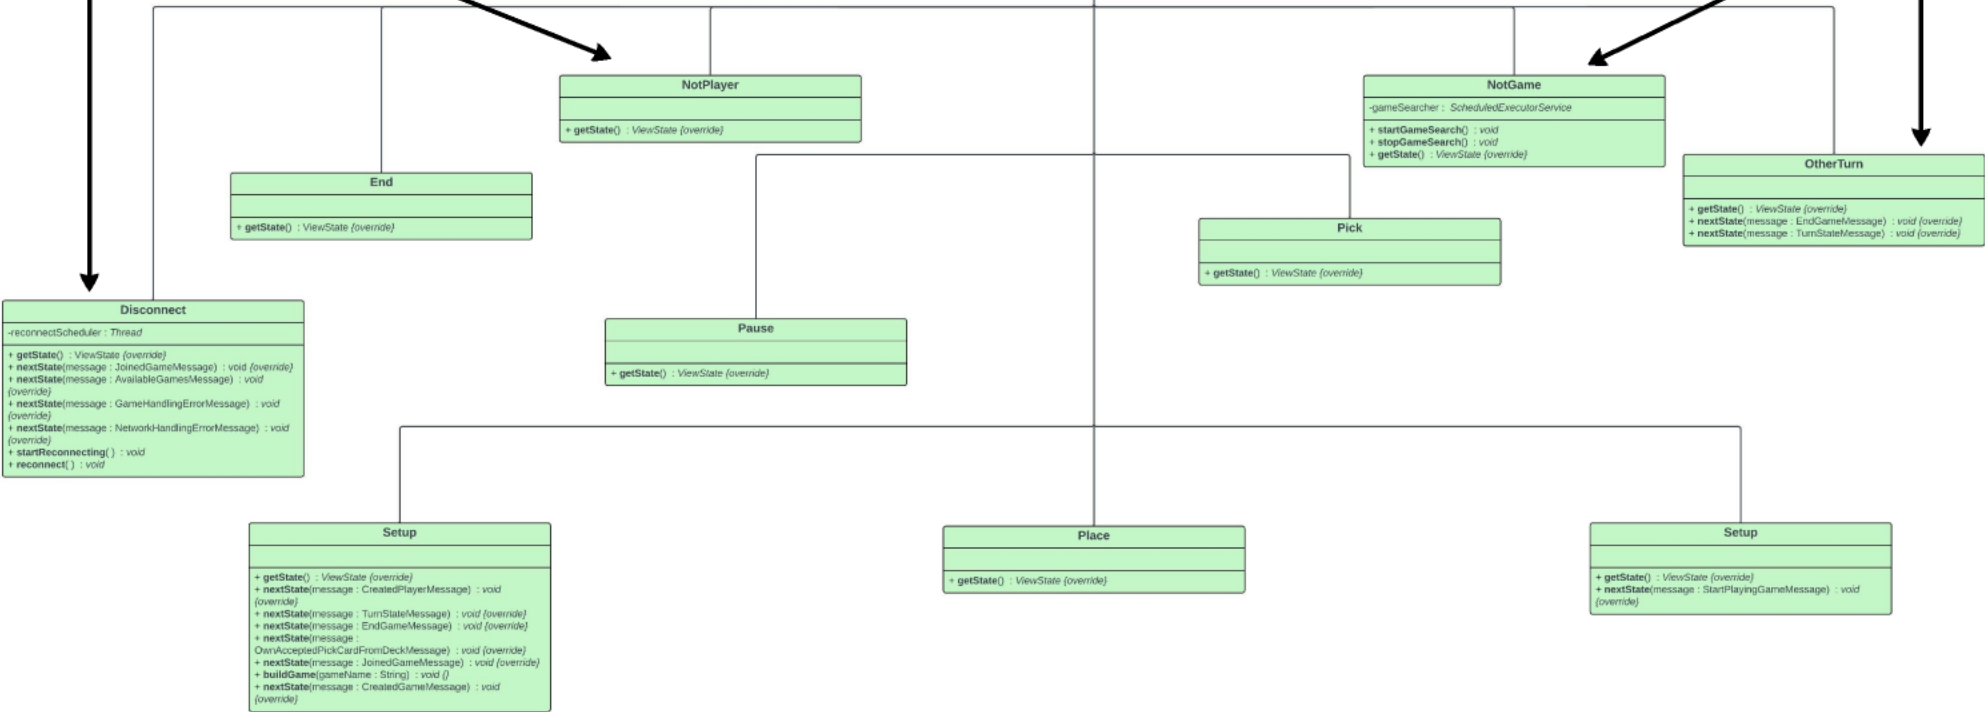 NotPlayer
+ getState() : ViewState {override}
NotGame
-gameSearcher : ScheduledExecutorService
+ startGameSearch() : void
+ stopGameSearch() : void
+ getState() : ViewState {override}
OtherTurn
+ getState() : ViewState {override}
+ nextState(message : EndGameMessage) : void {override}
+ nextState(message : TurnStateMessage) : void {override}
End
+ getState() : ViewState {override}
Pick
+ getState() : ViewState {override}
Disconnect
-reconnectScheduler : Thread
+ getState() : ViewState {override}
+ nextState(message : JoinedGameMessage) : void {override}
+ nextState(message : AvailableGamesMessage) : void
{override}
+ nextState(message : GameHandlingErrorMessage) : void
{override}
+ nextState(message : NetworkHandlingErrorMessage) : void
{override}
+ startReconnecting( ) : void
+ reconnect( ) : void
Pause
+ getState() : ViewState {override}
Setup
+ getState() : ViewState {override}
+ nextState(message : CreatedPlayerMessage) : void
{override}
+ nextState(message : TurnStateMessage) : void {override}
+ nextState(message : EndGameMessage) : void {override}
+ nextState(message :
OwnAcceptedPickCardFromDeckMessage) : void {override}
+ nextState(message : JoinedGameMessage) : void {override}
+ buildGame(gameName : String) : void {}
+ nextState(message : CreatedGameMessage) : void
{override}
Place
+ getState() : ViewState {override}
Setup
+ getState() : ViewState {override}
+ nextState(message : StartPlayingGameMessage) : void
{override}